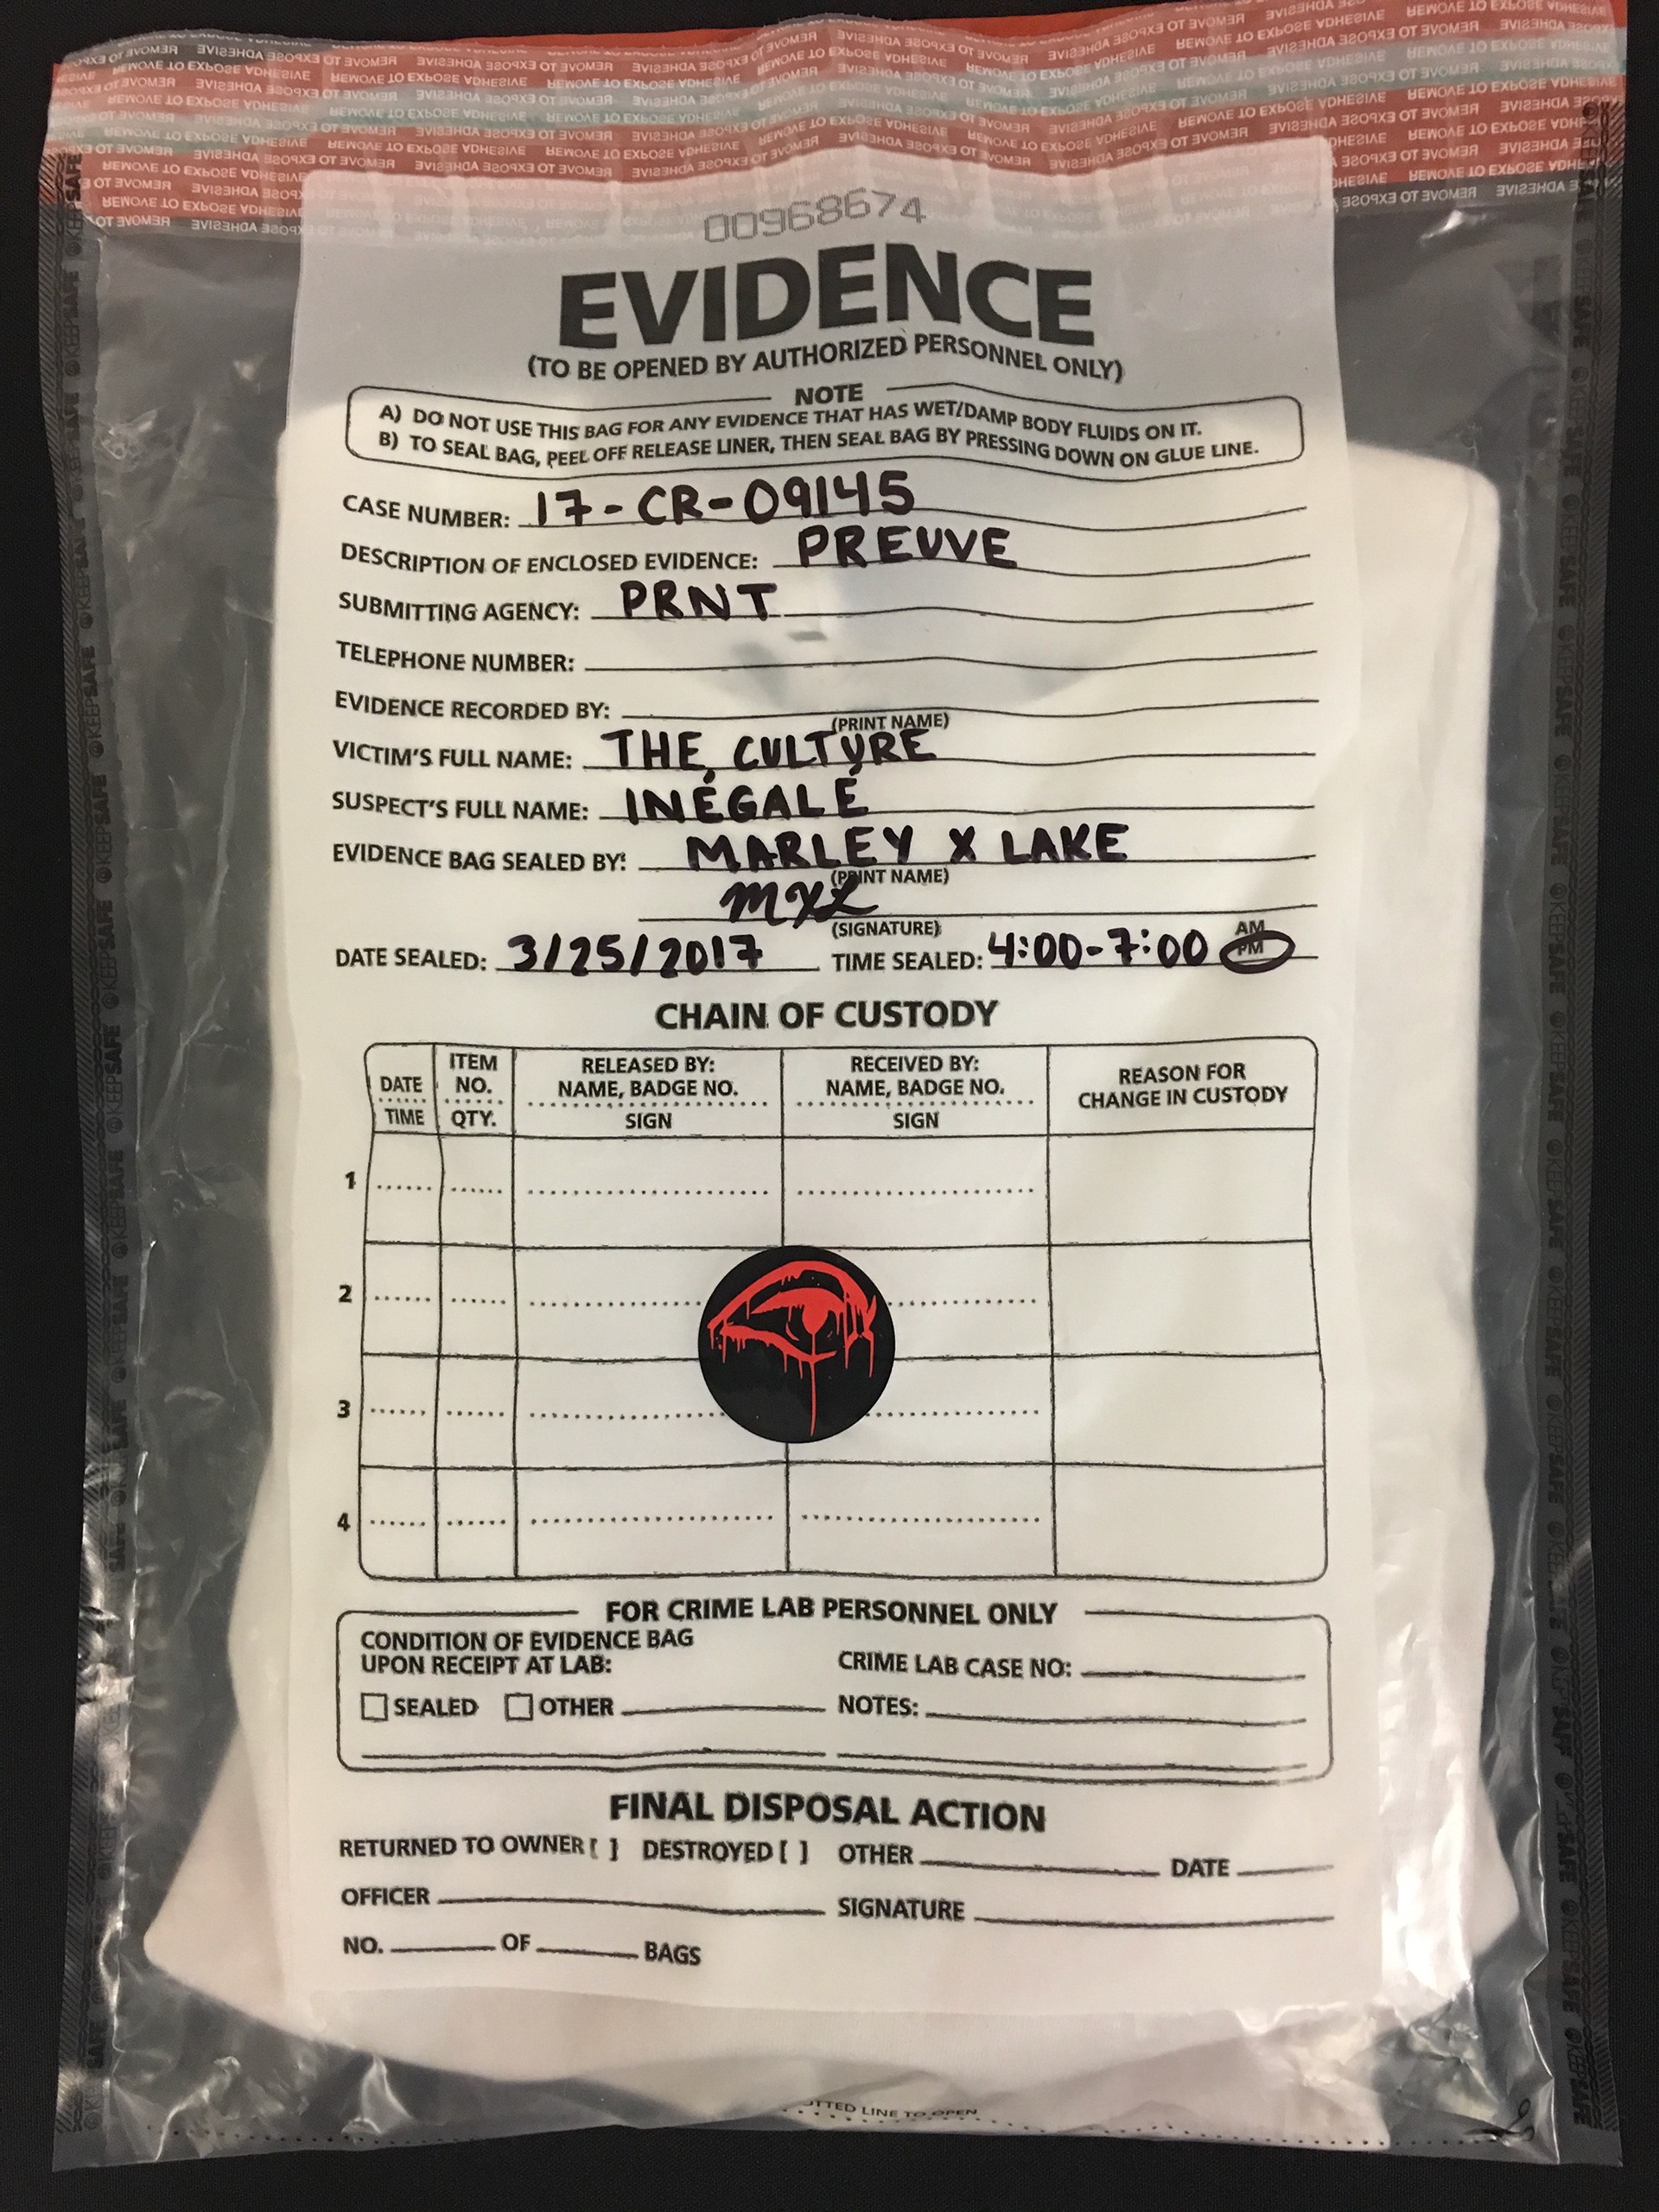 REMOVE TO EXPOSE ADHESIVE
00968674
EVIDENCE
(TO BE OPENED BY AUTHORIZED PERSONNEL ONLY)
NOTE
A) DO NOT USE THIS BAG FOR ANY EVIDENCE THAT HAS WET/DAMP BODY FLUIDS ON IT.
B) TO SEAL BAG, PEEL OFF RELEASE LINER, THEN SEAL BAG BY PRESSING DOWN ON GLUE LINE.
CASE NUMBER: 17-CR-09145
DESCRIPTION OF ENCLOSED EVIDENCE: PREUVE
SUBMITTING AGENCY: PRNT
TELEPHONE NUMBER:
EVIDENCE RECORDED BY:
(PRINT NAME)
VICTIM'S FULL NAME: THE CULTURE
SUSPECT'S FULL NAME: INÉGALÉ
EVIDENCE BAG SEALED BY: MARLEY X LAKE
(PRINT NAME)
MXL
(SIGNATURE)
DATE SEALED: 3/25/2017 TIME SEALED: 4:00-7:00 AM PM
CHAIN OF CUSTODY
DATE TIME
ITEM NO. QTY.
RELEASED BY: NAME, BADGE NO. SIGN
RECEIVED BY: NAME, BADGE NO. SIGN
REASON FOR CHANGE IN CUSTODY
1
2
3
4
FOR CRIME LAB PERSONNEL ONLY
CONDITION OF EVIDENCE BAG
UPON RECEIPT AT LAB:
CRIME LAB CASE NO:
SEALED OTHER NOTES:
FINAL DISPOSAL ACTION
RETURNED TO OWNER [ ] DESTROYED [ ] OTHER DATE
OFFICER SIGNATURE
NO. OF BAGS
LINE TO OPEN
KEEPSAFE